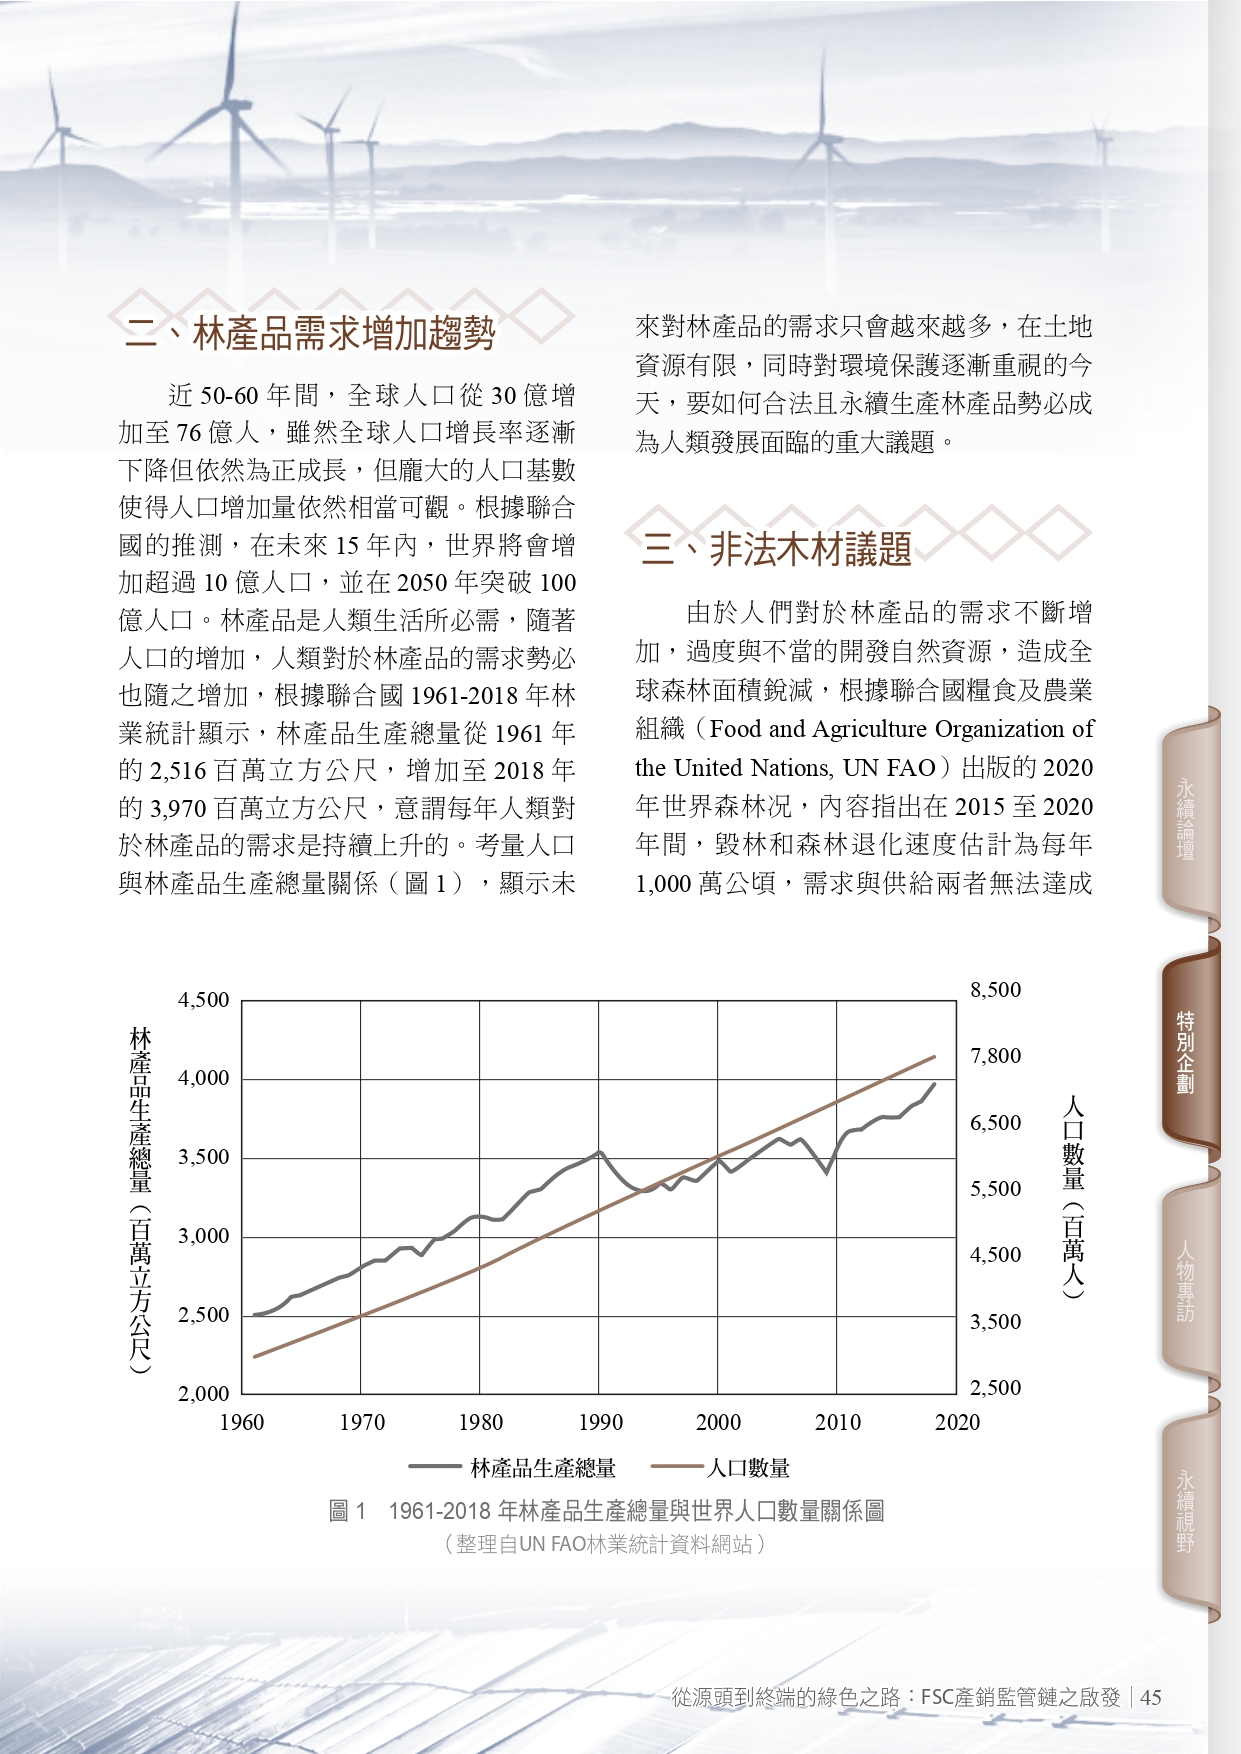 二、林產品需求增加趨勢
近 50-60 年間，全球人口從 30 億增
加至 76 億人，雖然全球人口增長率逐漸
下降但依然為正成長，但龐大的人口基數
使得人口增加量依然相當可觀。根據聯合
國的推測，在未來 15 年內，世界將會增
加超過 10 億人口，並在 2050 年突破 100
億人口。林產品是人類生活所必需，隨著
人口的增加，人類對於林產品的需求勢必
也隨之增加，根據聯合國 1961-2018 年林
業統計顯示，林產品生產總量從 1961 年
的 2,516 百萬立方公尺，增加至 2018 年
的 3,970 百萬立方公尺，意謂每年人類對
於林產品的需求是持續上升的。考量人口
與林產品生產總量關係（圖 1），顯示未
來對林產品的需求只會越來越多，在土地
資源有限，同時對環境保護逐漸重視的今
天，要如何合法且永續生產林產品勢必成
為人類發展面臨的重大議題。
三、非法木材議題
由於人們對於林產品的需求不斷增
加，過度與不當的開發自然資源，造成全
球森林面積銳減，根據聯合國糧食及農業
組織（Food and Agriculture Organization of
the United Nations, UN FAO）出版的 2020
年世界森林況，內容指出在 2015 至 2020
年間，毀林和森林退化速度估計為每年
1,000 萬公頃，需求與供給兩者無法達成
林產品生產總量（百萬立方公尺）
4,500
4,000
3,500
3,000
2,500
2,000
8,500
7,800
6,500
5,500
4,500
3,500
2,500
人口數量（百萬人）
1960 1970 1980 1990 2000 2010 2020
林產品生產總量 人口數量
圖 1 1961-2018 年林產品生產總量與世界人口數量關係圖
（整理自UN FAO林業統計資料網站）
永續論壇
特別企劃
人物專訪
永續視野
從源頭到終端的綠色之路：FSC產銷監管鏈之啟發｜45